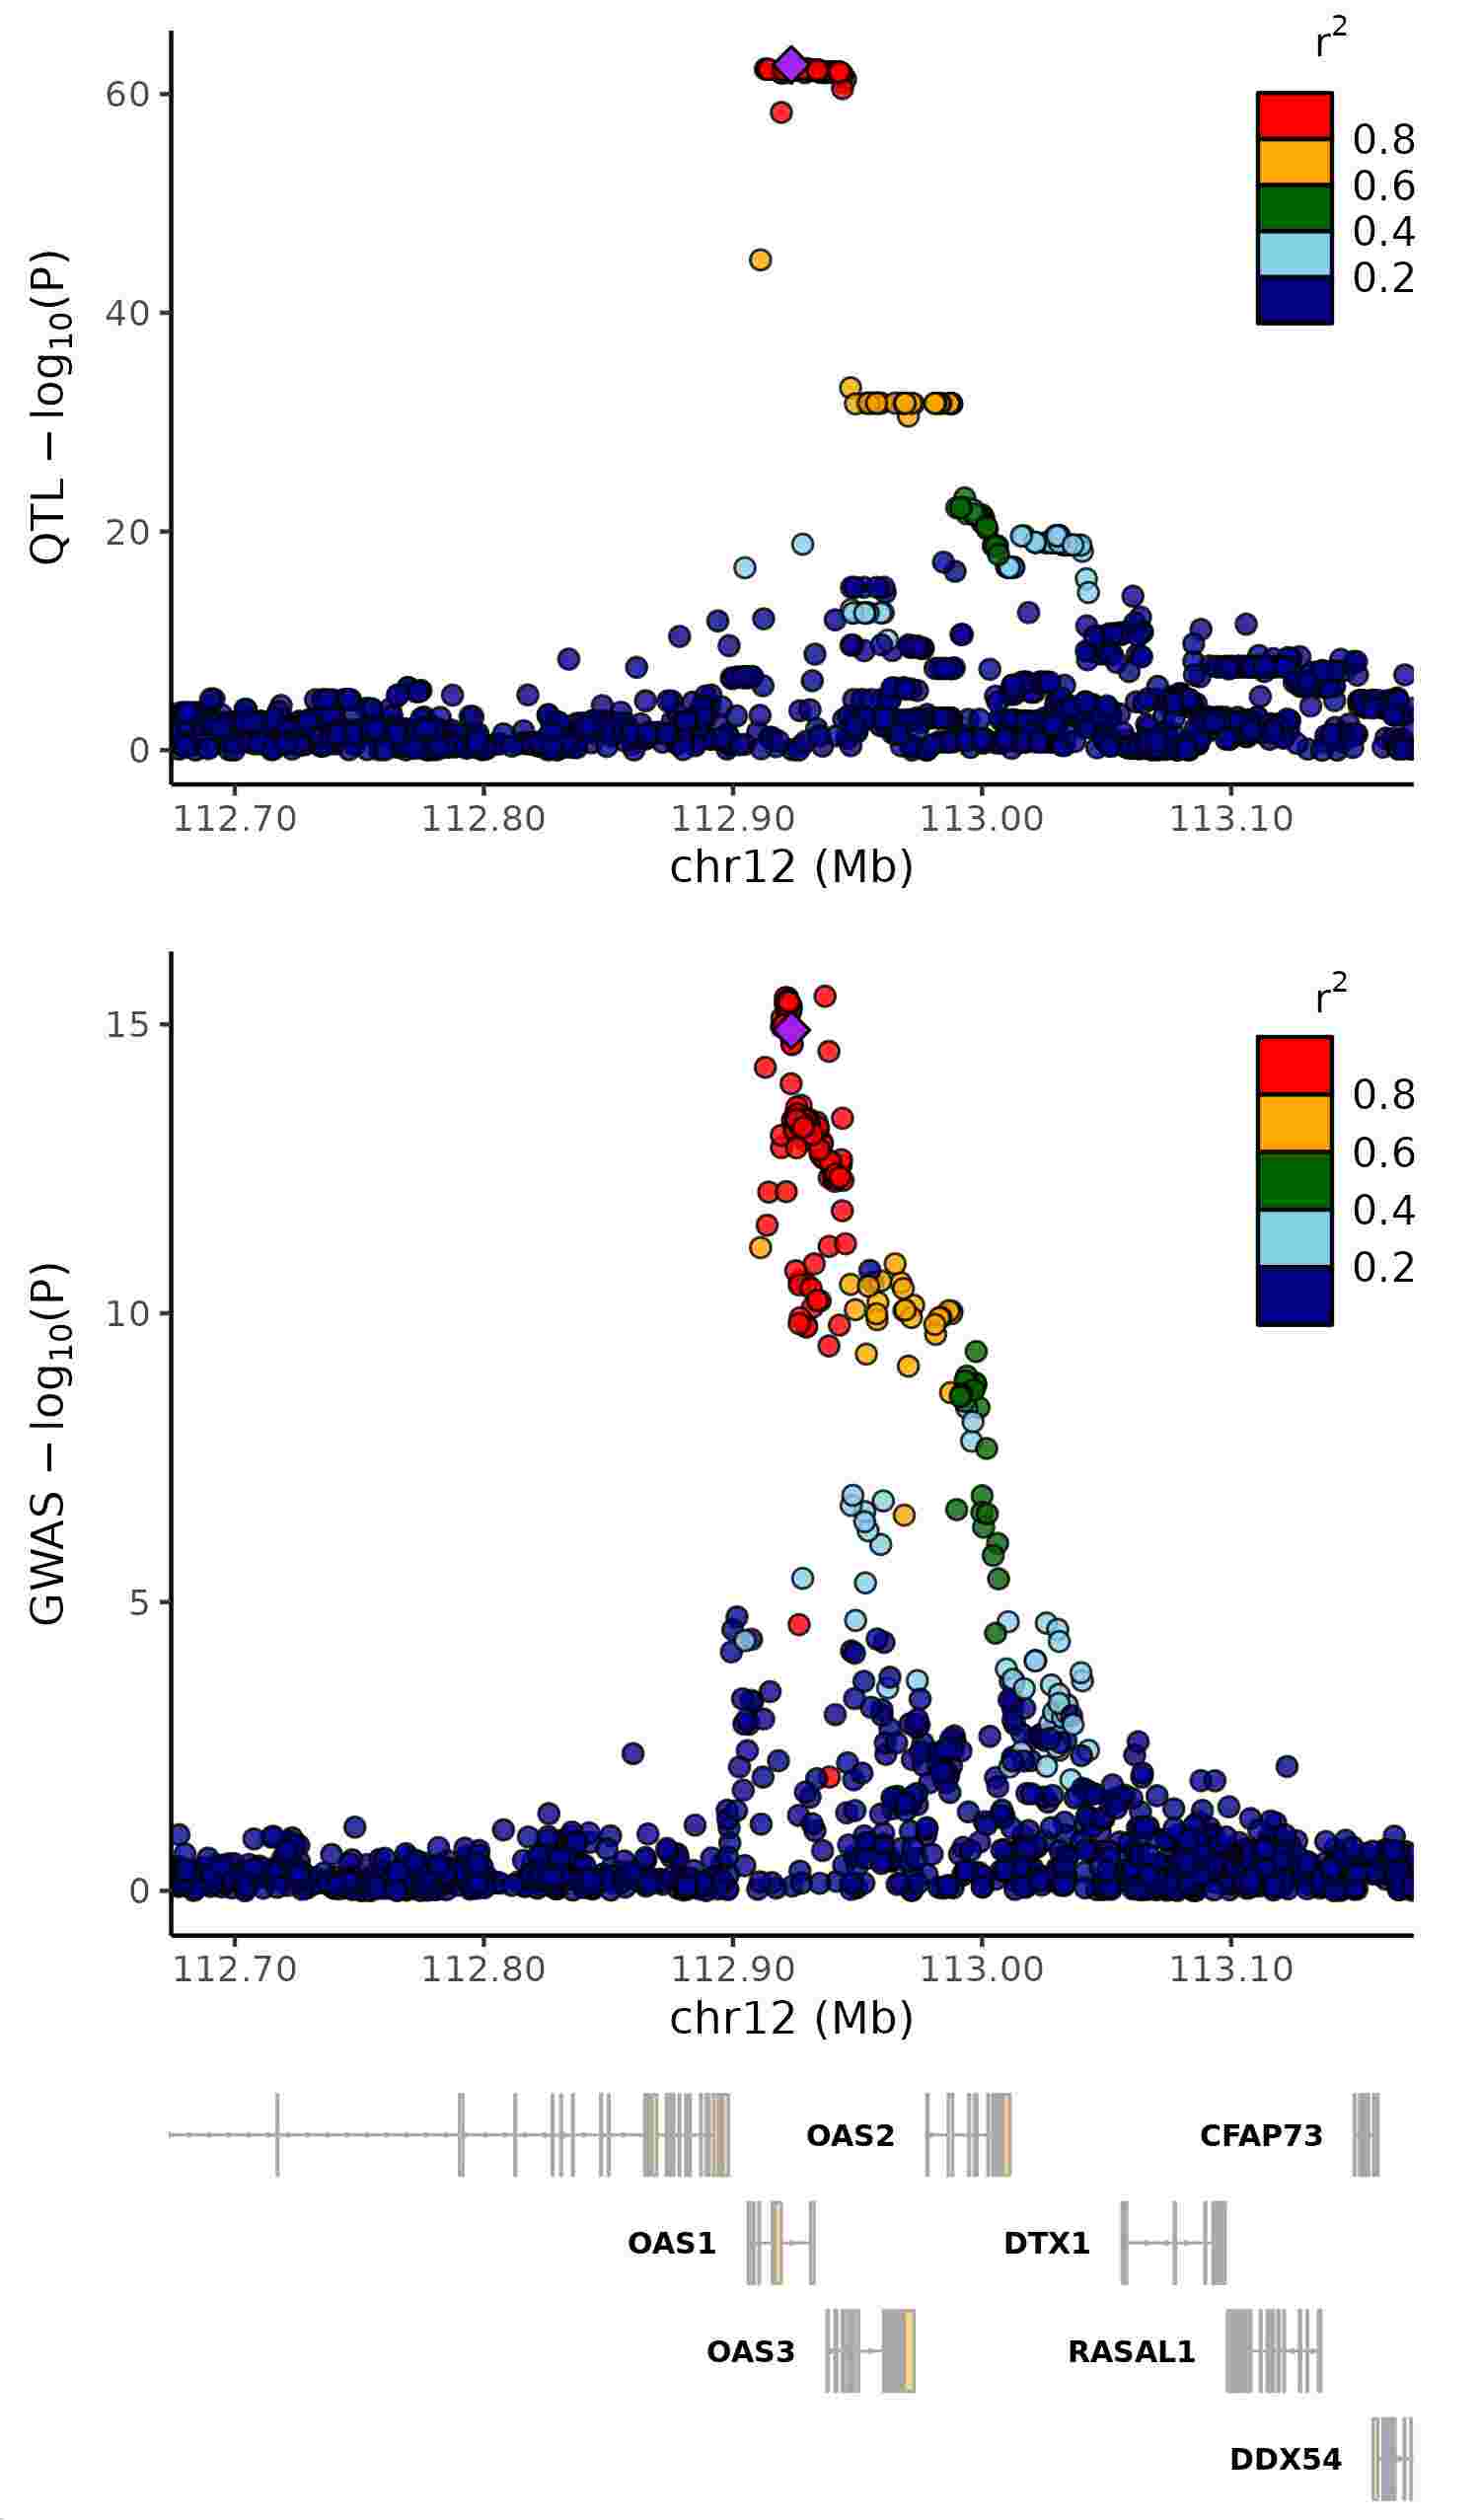 r2
60
0.8
0.6
0.4
0.2
40
20
0
QTL −log10(P)
112.70 112.80 112.90 113.00 113.10
chr12 (Mb)
r2
15
0.8
0.6
0.4
0.2
10
5
0
GWAS −log10(P)
112.70 112.80 112.90 113.00 113.10
chr12 (Mb)
OAS2 CFAP73
OAS1 DTX1
OAS3 RASAL1
DDX54